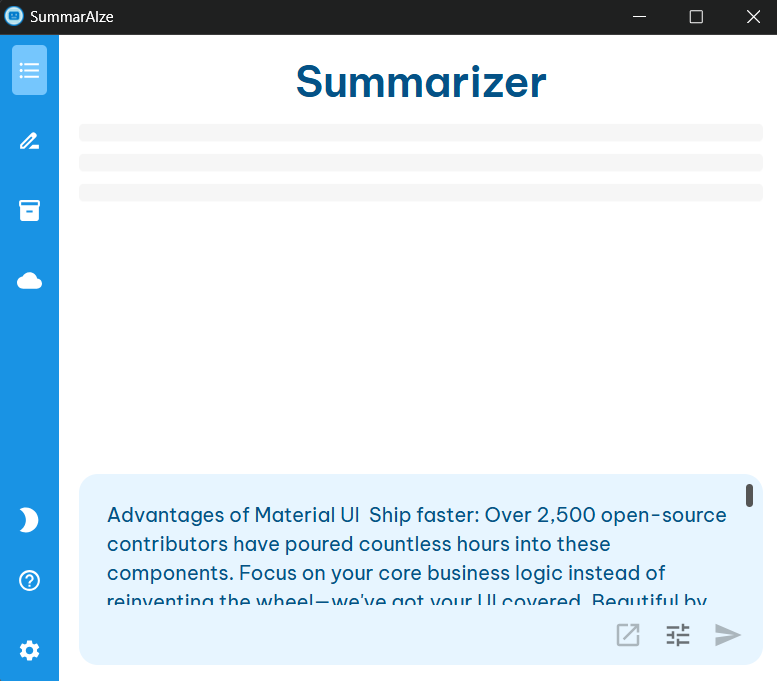 SummarAIze
Summarizer
Advantages of Material UI  Ship faster: Over 2,500 open-source
contributors have poured countless hours into these
components. Focus on your core business logic instead of
reinventing the wheel—we've got your UI covered. Beautiful by